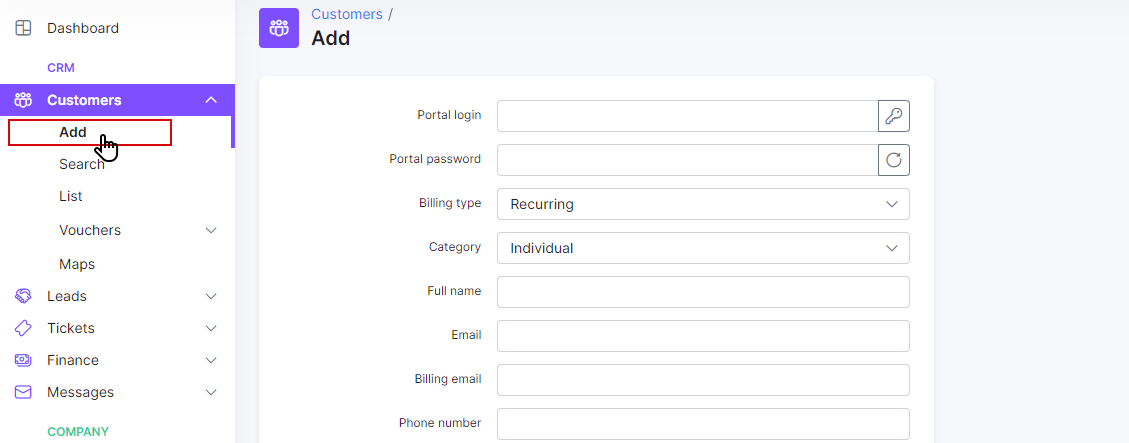 Dashboard
CRM
Customers
Add
Search
List
Vouchers
Maps
Leads
Tickets
Finance
Messages
COMPANY
Customers /
Add
Portal login
Portal password
Billing type
Recurring
Category
Individual
Full name
Email
Billing email
Phone number